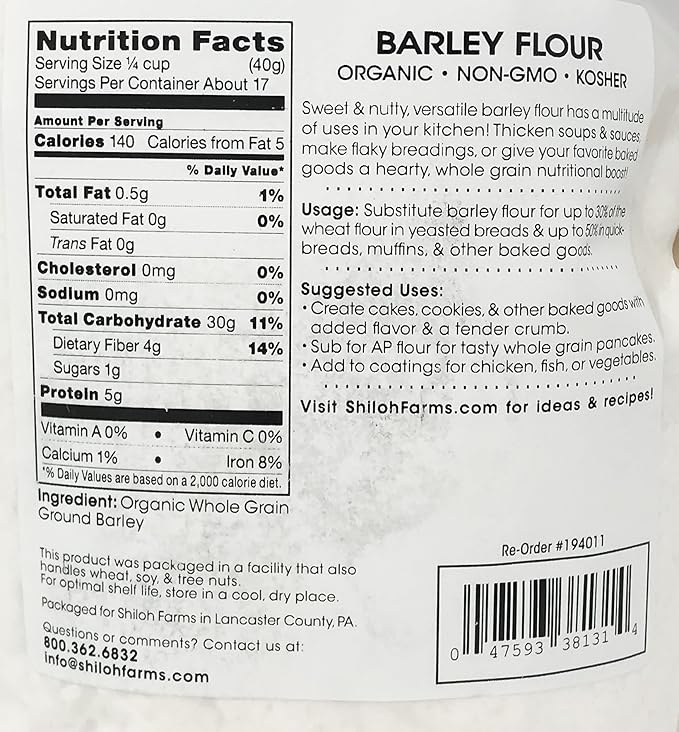 Nutrition Facts
Serving Size ¼ cup (40g)
Servings Per Container About 17
Amount Per Serving
Calories 140 Calories from Fat 5
% Daily Value*
Total Fat 0.5g 1%
Saturated Fat 0g 0%
Trans Fat 0g
Cholesterol 0mg 0%
Sodium 0mg 0%
Total Carbohydrate 30g 11%
Dietary Fiber 4g 14%
Sugars 1g
Protein 5g
Vitamin A 0% • Vitamin C 0%
Calcium 1% • Iron 8%
*% Daily Values are based on a 2,000 calorie diet.
Ingredient: Organic Whole Grain
Ground Barley
This product was packaged in a facility that also
handles wheat, soy, & tree nuts.
For optimal shelf life, store in a cool, dry place.
Packaged for Shiloh Farms in Lancaster County, PA.
Questions or comments? Contact us at:
800.362.6832
info@shilohfarms.com
BARLEY FLOUR
ORGANIC • NON-GMO • KOSHER
Sweet & nutty, versatile barley flour has a multitude
of uses in your kitchen! Thicken soups & sauces,
make flaky breadings, or give your favorite baked
goods a hearty, whole grain nutritional boost!
Usage: Substitute barley flour for up to 30% of the
wheat flour in yeasted breads & up to 50% in quick-
breads, muffins, & other baked goods.
Suggested Uses:
• Create cakes, cookies, & other baked goods with
added flavor & a tender crumb.
• Sub for AP flour for tasty whole grain pancakes.
• Add to coatings for chicken, fish, or vegetables.
Visit ShilohFarms.com for ideas & recipes!
Re-Order #194011
0 47593 38131 4